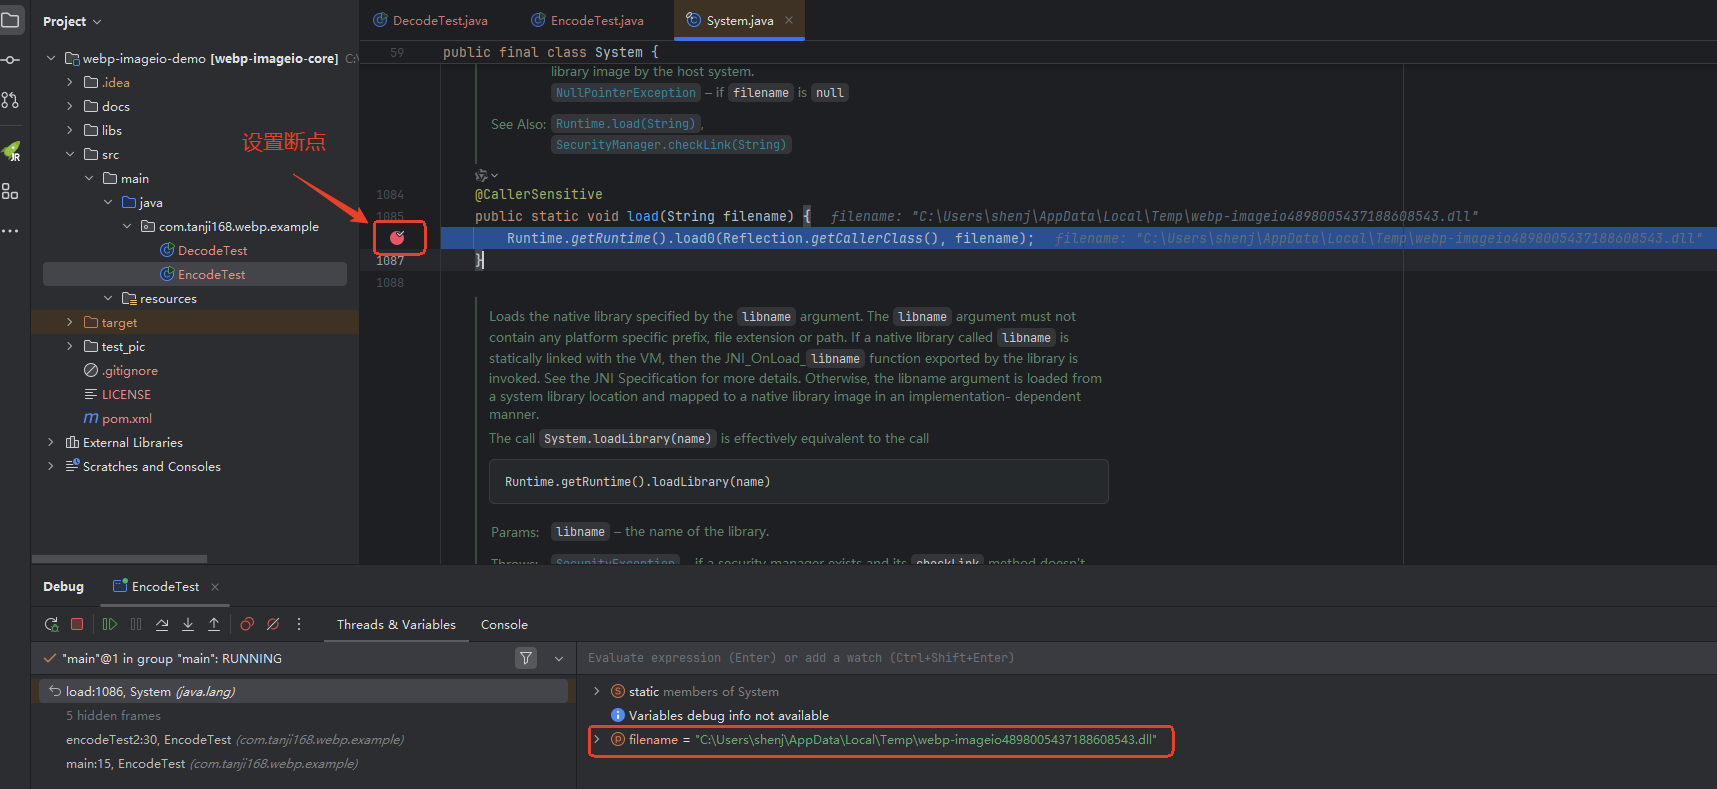 Project
DecodeTest.java
EncodeTest.java
System.java
59
public final class System {
webp-imageio-demo [webp-imageio-core]
.idea
docs
libs
src
main
java
com.tanji168.webp.example
DecodeTest
EncodeTest
resources
target
test_pic
.gitignore
LICENSE
pom.xml
External Libraries
Scratches and Consoles
设置断点
library image by the host system.
NullPointerException – if filename is null
See Also: Runtime.load(String),
SecurityManager.checkLink(String)
1084
@CallerSensitive
1085
public static void load(String filename) { filename: "C:\Users\shenj\AppData\Local\Temp\webp-imageio4898005437188608543.dll"
Runtime.getRuntime().load0(Reflection.getCallerClass(), filename); filename: "C:\Users\shenj\AppData\Local\Temp\webp-imageio4898005437188608543.dll"
1087
}
1088
Loads the native library specified by the libname argument. The libname argument must not
contain any platform specific prefix, file extension or path. If a native library called libname is
statically linked with the VM, then the JNI_OnLoad_libname function exported by the library is
invoked. See the JNI Specification for more details. Otherwise, the libname argument is loaded from
a system library location and mapped to a native library image in an implementation- dependent
manner.
The call System.loadLibrary(name) is effectively equivalent to the call
Runtime.getRuntime().loadLibrary(name)
Params: libname – the name of the library.
Throws: SecurityException – if a security manager exists and its checkLink method doesn't
Debug
EncodeTest
Threads & Variables
Console
"main"@1 in group "main": RUNNING
load:1086, System (java.lang)
5 hidden frames
encodeTest2:30, EncodeTest (com.tanji168.webp.example)
main:15, EncodeTest (com.tanji168.webp.example)
Evaluate expression (Enter) or add a watch (Ctrl+Shift+Enter)
static members of System
Variables debug info not available
filename = "C:\Users\shenj\AppData\Local\Temp\webp-imageio4898005437188608543.dll"